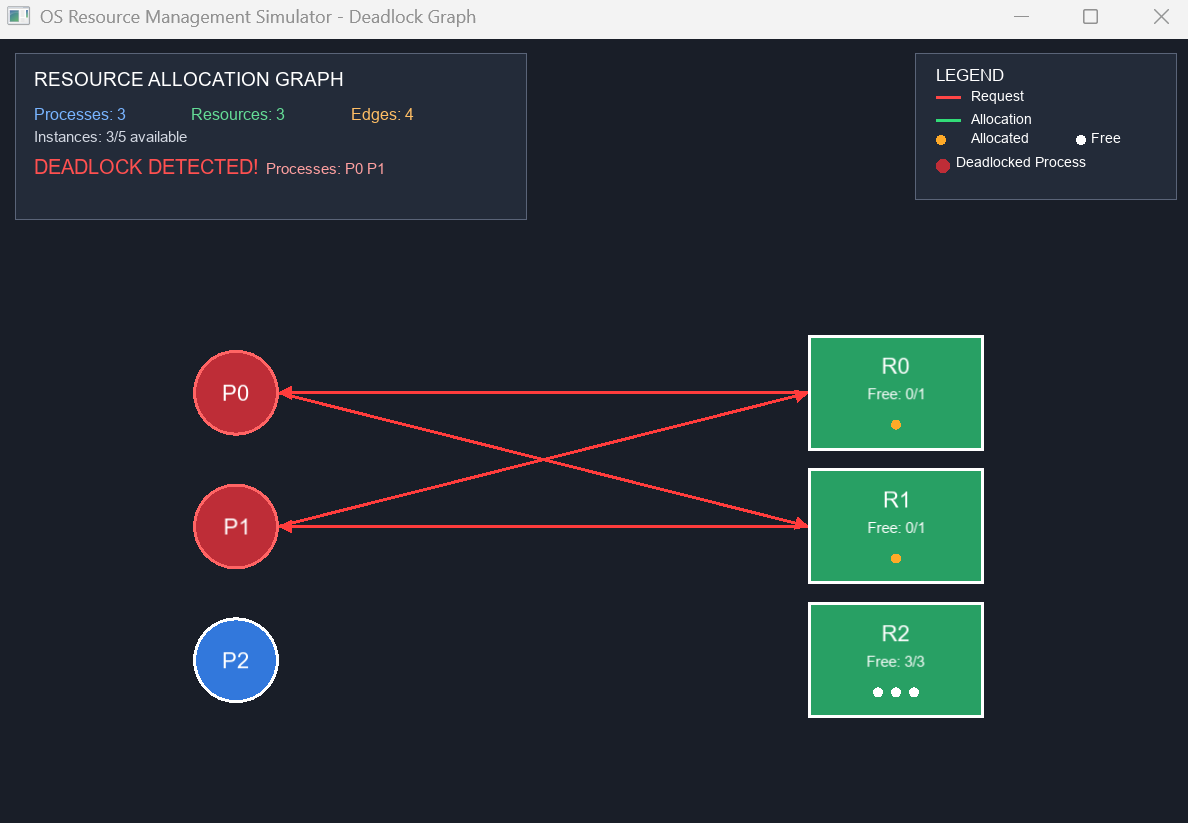 OS Resource Management Simulator - Deadlock Graph
RESOURCE ALLOCATION GRAPH
Processes: 3 Resources: 3 Edges: 4
Instances: 3/5 available
DEADLOCK DETECTED! Processes: P0 P1
LEGEND
Request
Allocation
Allocated Free
Deadlocked Process
P0
R0
Free: 0/1
P1
R1
Free: 0/1
P2
R2
Free: 3/3